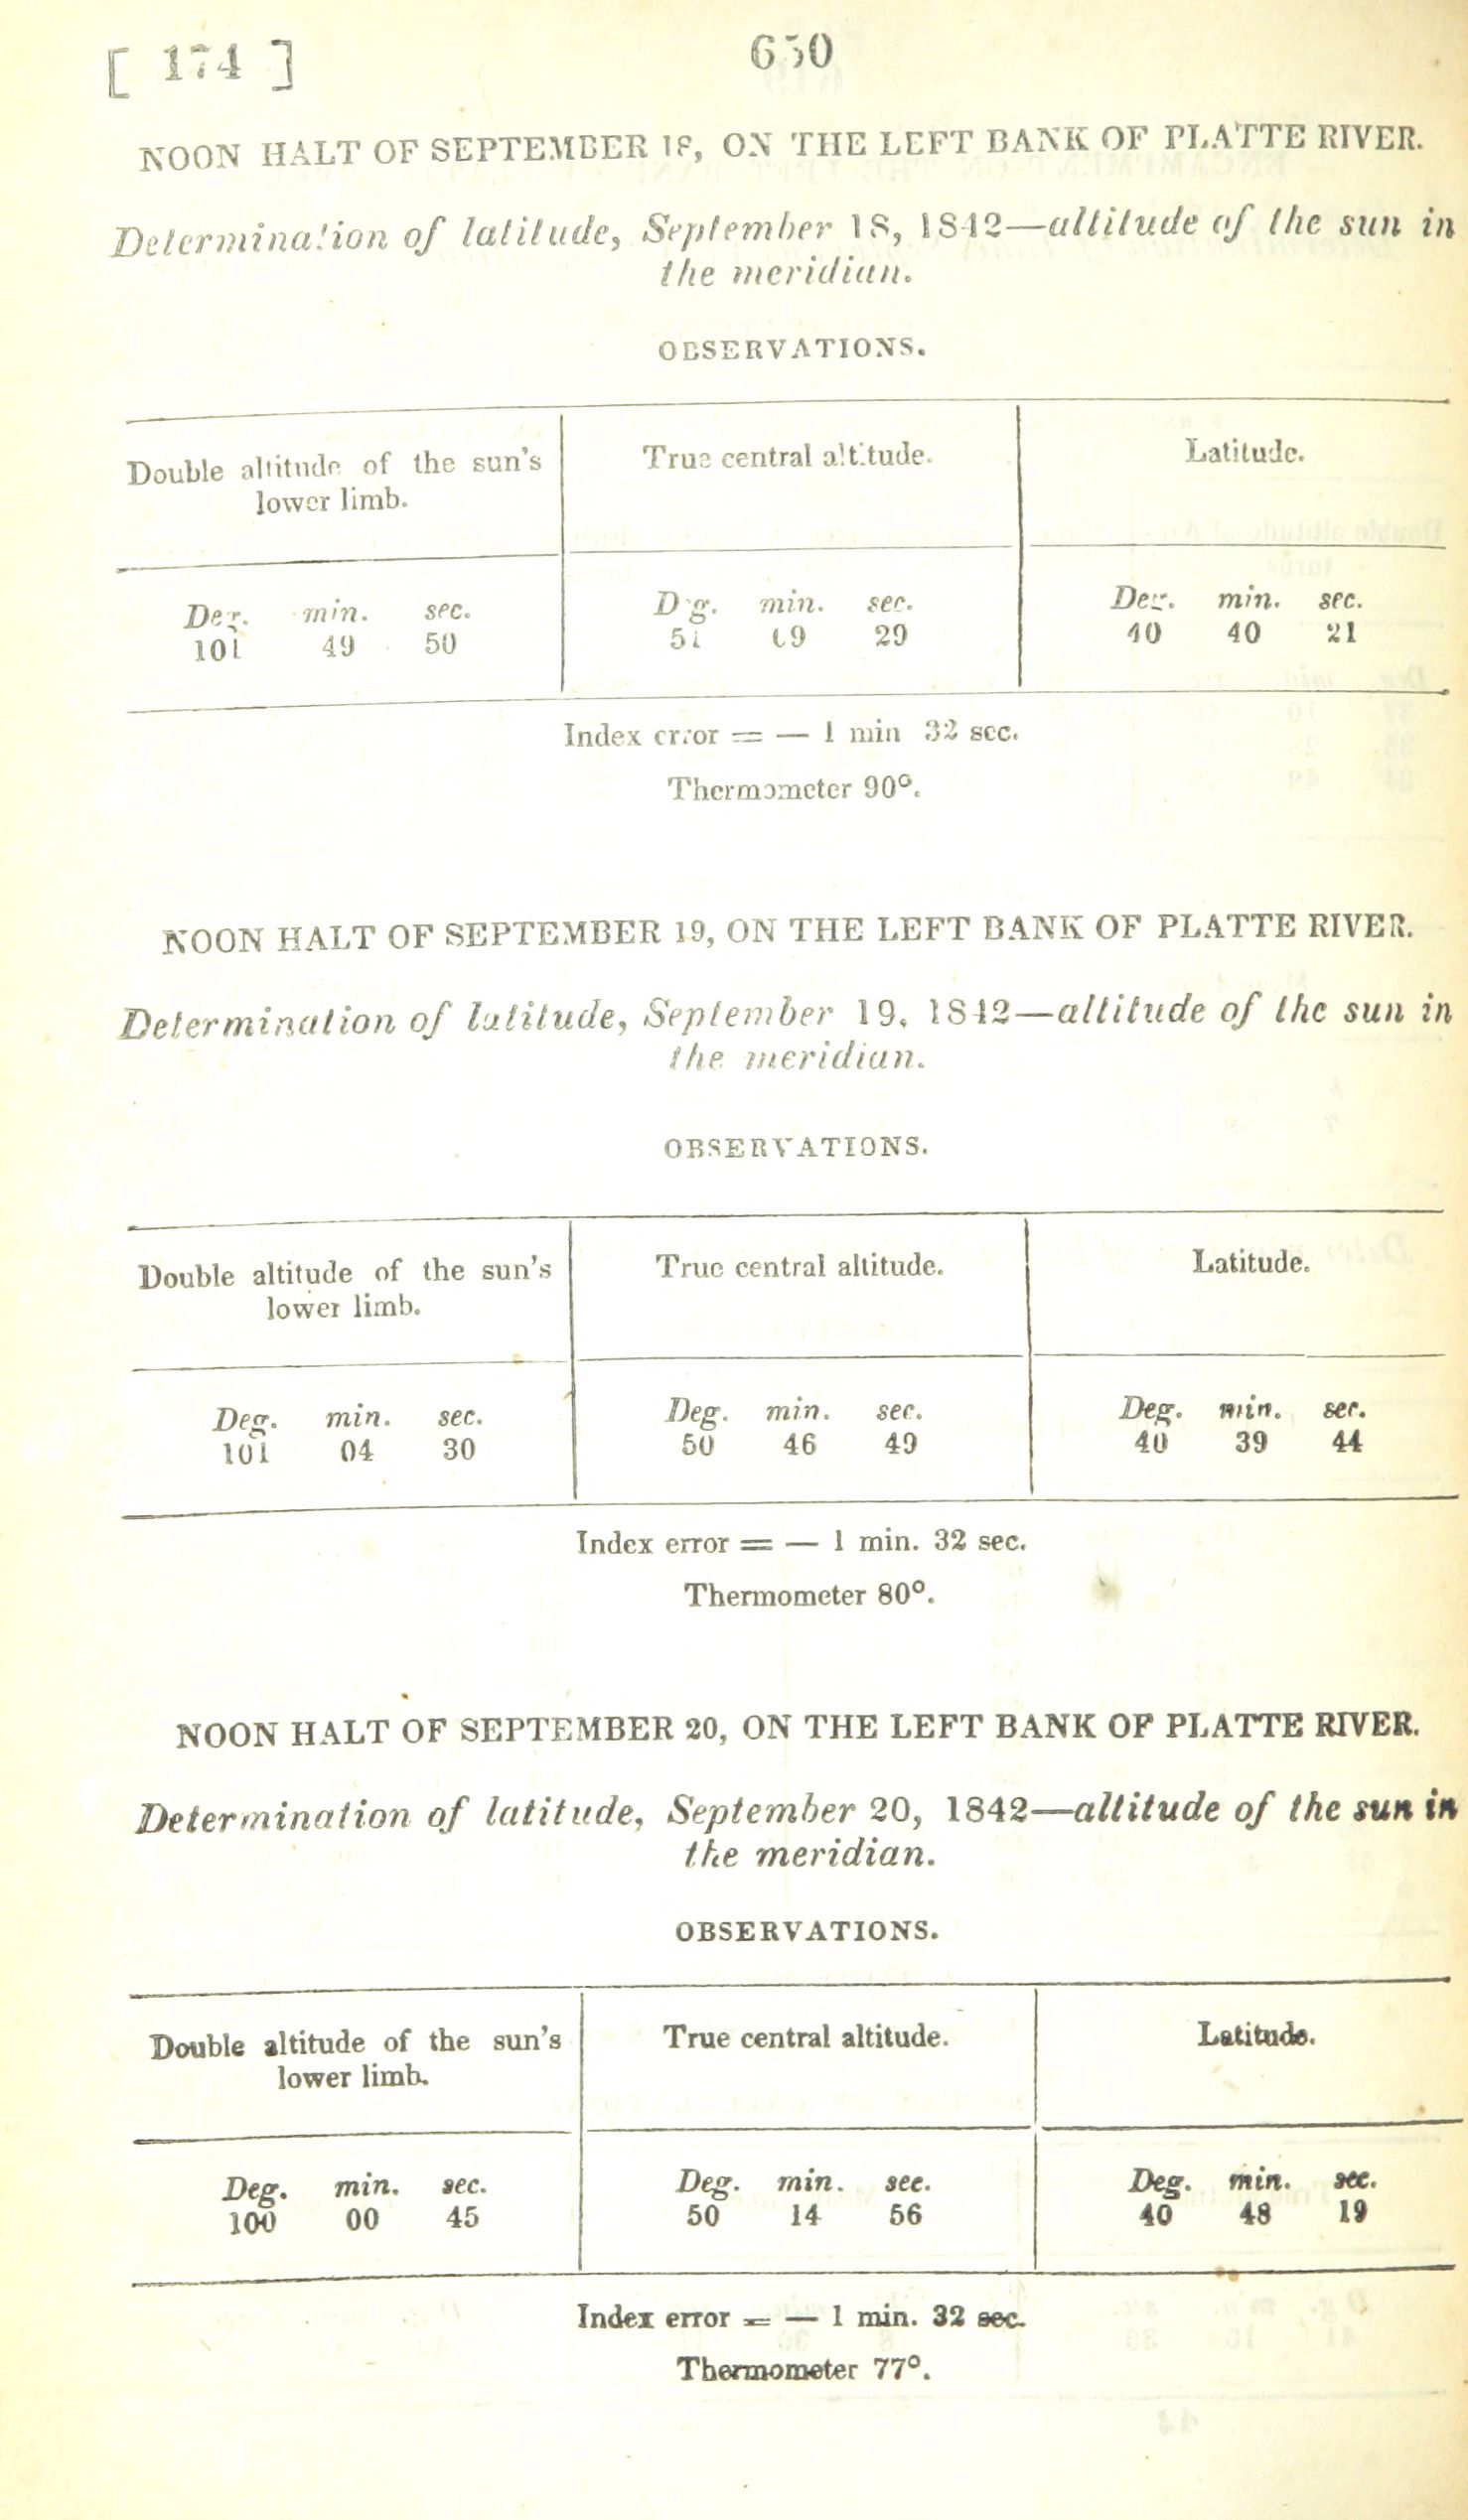 [ 174 ] 650
NOON HALT OF SEPTEMBER 18, ON THE LEFT BANK OF PLATTE RIVER.
Determination of latitude, September 18, 1842—altitude of the sun in
the meridian.
OBSERVATIONS.
Double altitude of the sun's True central altitude. Latitude.
lower limb.
Deg. min. sec. Deg. min. sec. Deg. min. sec.
101 49 50 51 09 29 40 40 21
Index error = — 1 min 32 sec.
Thermometer 90°.
NOON HALT OF SEPTEMBER 19, ON THE LEFT BANK OF PLATTE RIVER.
Determination of latitude, September 19, 1842—altitude of the sun in
the meridian.
OBSERVATIONS.
Double altitude of the sun's True central altitude. Latitude.
lower limb.
Deg. min. sec. Deg. min. sec. Deg. min. sec.
101 04 30 50 46 49 40 39 44
Index error = — 1 min. 32 sec.
Thermometer 80°.
NOON HALT OF SEPTEMBER 20, ON THE LEFT BANK OF PLATTE RIVER.
Determination of latitude, September 20, 1842—altitude of the sun in
the meridian.
OBSERVATIONS.
Double altitude of the sun's True central altitude. Latitude.
lower limb.
Deg. min. sec. Deg. min. sec. Deg. min. sec.
100 00 45 50 14 56 40 48 19
Index error = — 1 min. 32 sec.
Thermometer 77°.